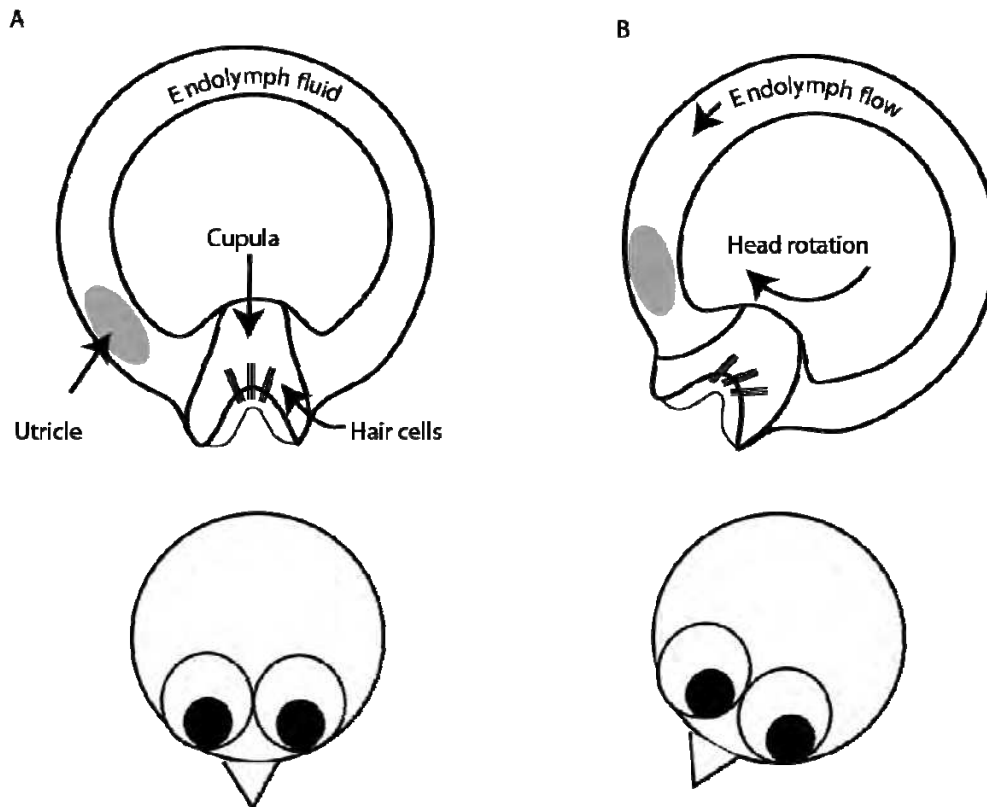 A
Endolymph fluid
Cupula
Utricle
Hair cells
B
Endolymph flow
Head rotation